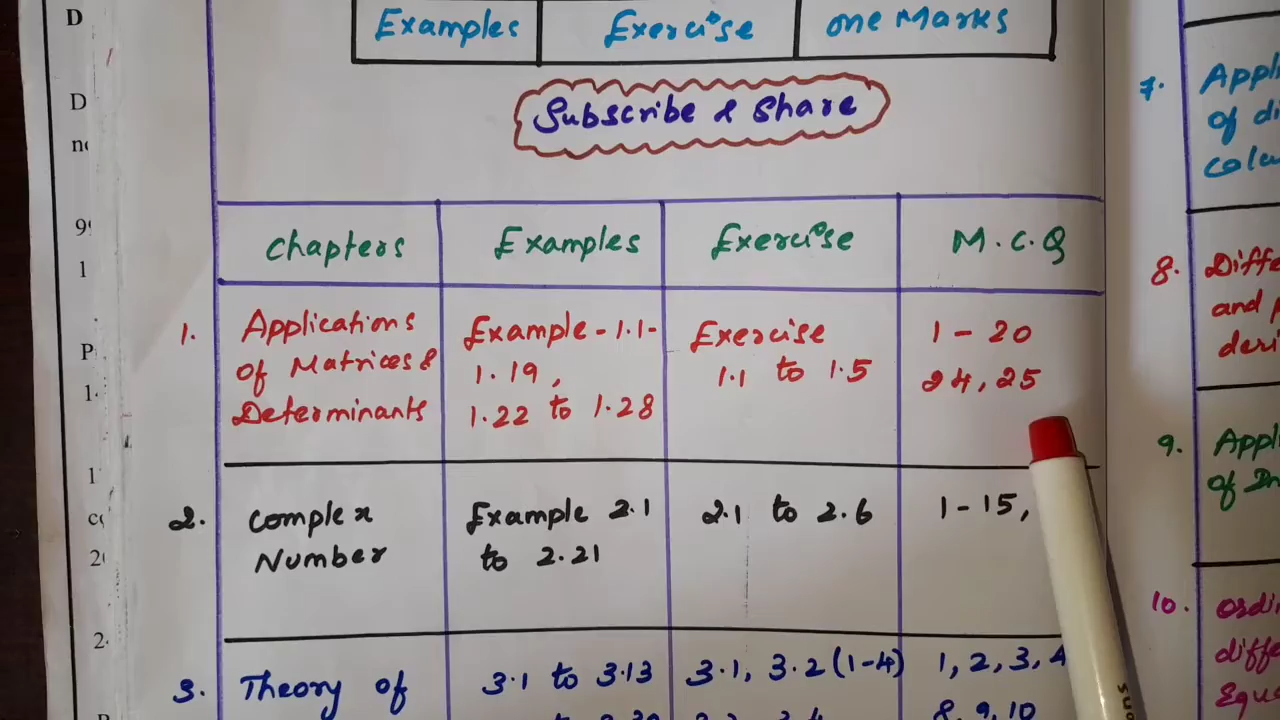 Examples Exercise one Marks
Subscribe & Share
Chapters Examples Exercise M.C.Q
1. Applications of Matrices & Determinants
Example - 1.1 - 1.19, 1.22 to 1.28
Exercise 1.1 to 1.5
1 - 20
24, 25
2. Complex Number
Example 2.1 to 2.21
2.1 to 2.6
1 - 15,
3. Theory of
3.1 to 3.13
3.1, 3.2 (1-4)
1, 2, 3, 4
8, 9, 10
7.
of
8.
and
9.
of
10.